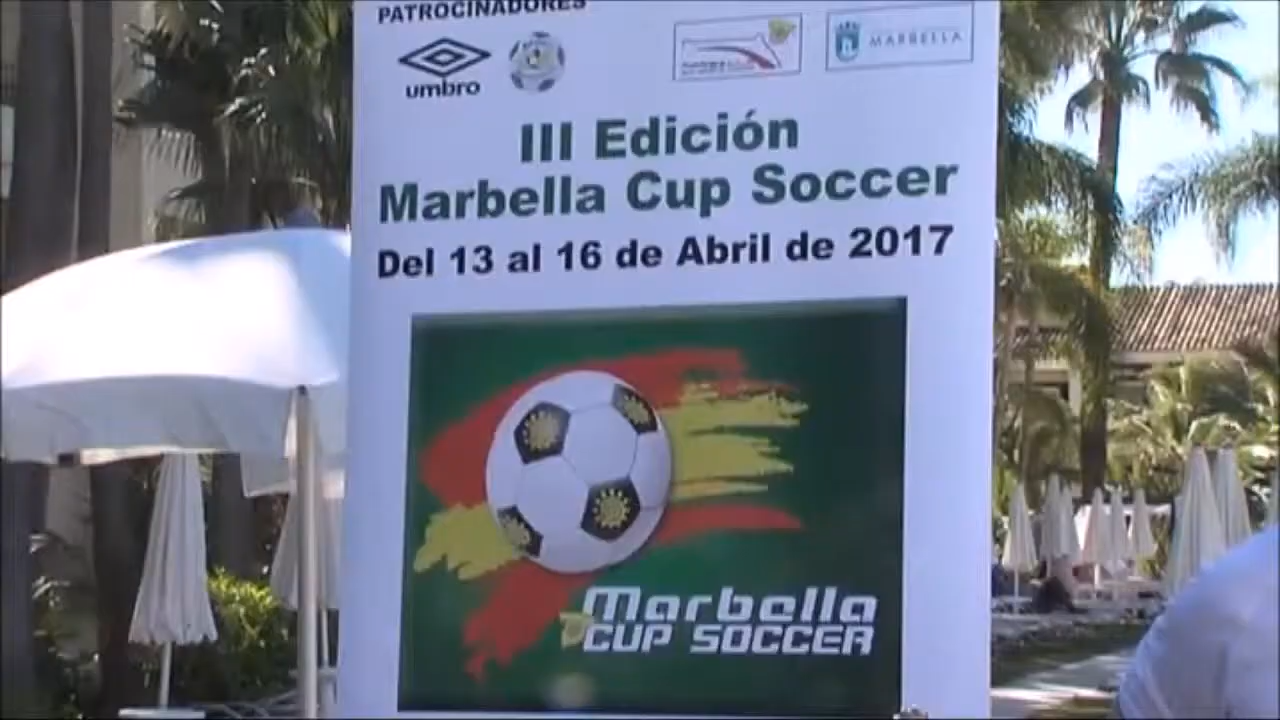 PATROCINADORES
umbro
MARBELLA
III Edición
Marbella Cup Soccer
Del 13 al 16 de Abril de 2017
Marbella
CUP SOCCER